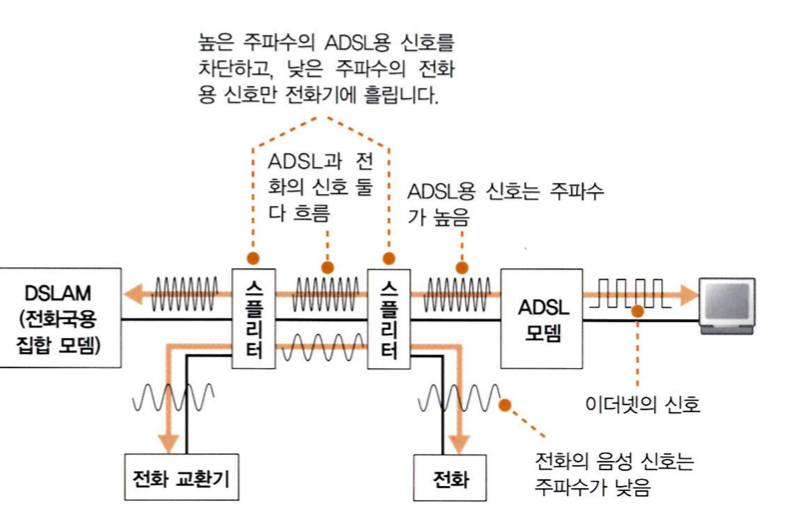 높은 주파수의 ADSL용 신호를
차단하고, 낮은 주파수의 전화
용 신호만 전화기에 흘립니다.
ADSL과 전
화의 신호 둘
다 흐름
ADSL용 신호는 주파수
가 높음
DSLAM
(전화국용
집합 모뎀)
스플리터
스플리터
ADSL
모뎀
이더넷의 신호
전화 교환기
전화
전화의 음성 신호는
주파수가 낮음